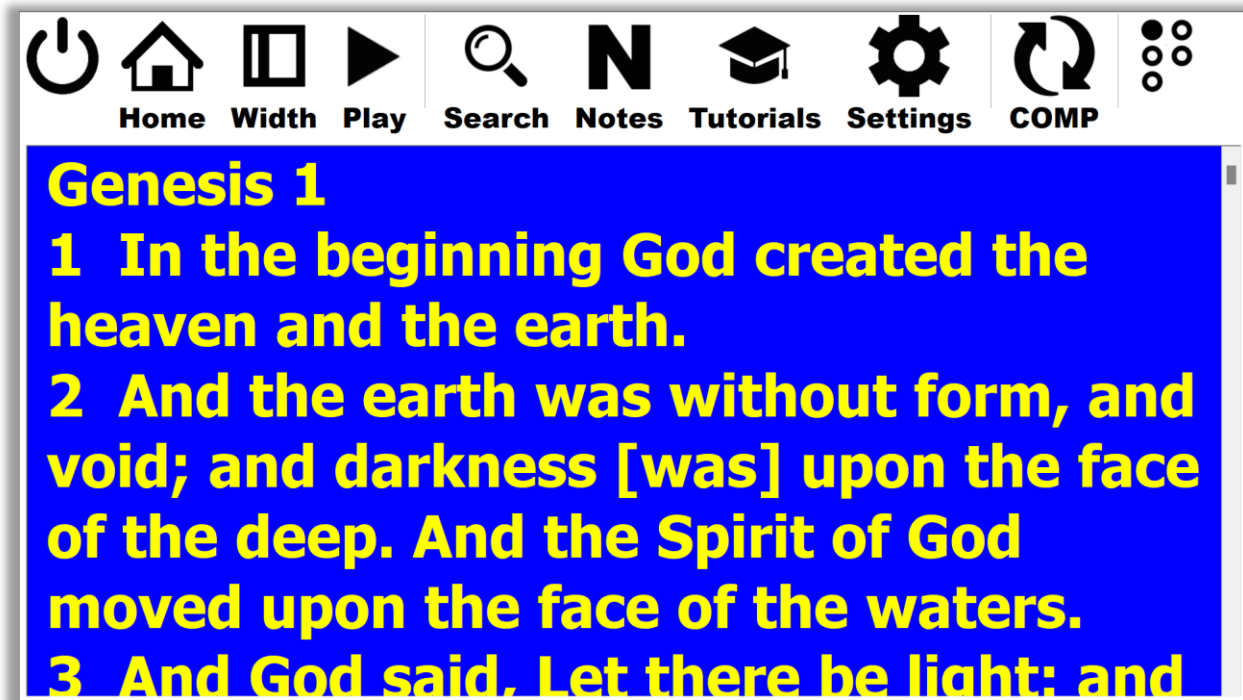 Home Width Play Search Notes Tutorials Settings COMP
Genesis 1
1 In the beginning God created the
heaven and the earth.
2 And the earth was without form, and
void; and darkness [was] upon the face
of the deep. And the Spirit of God
moved upon the face of the waters.
3 And God said, Let there be light: and